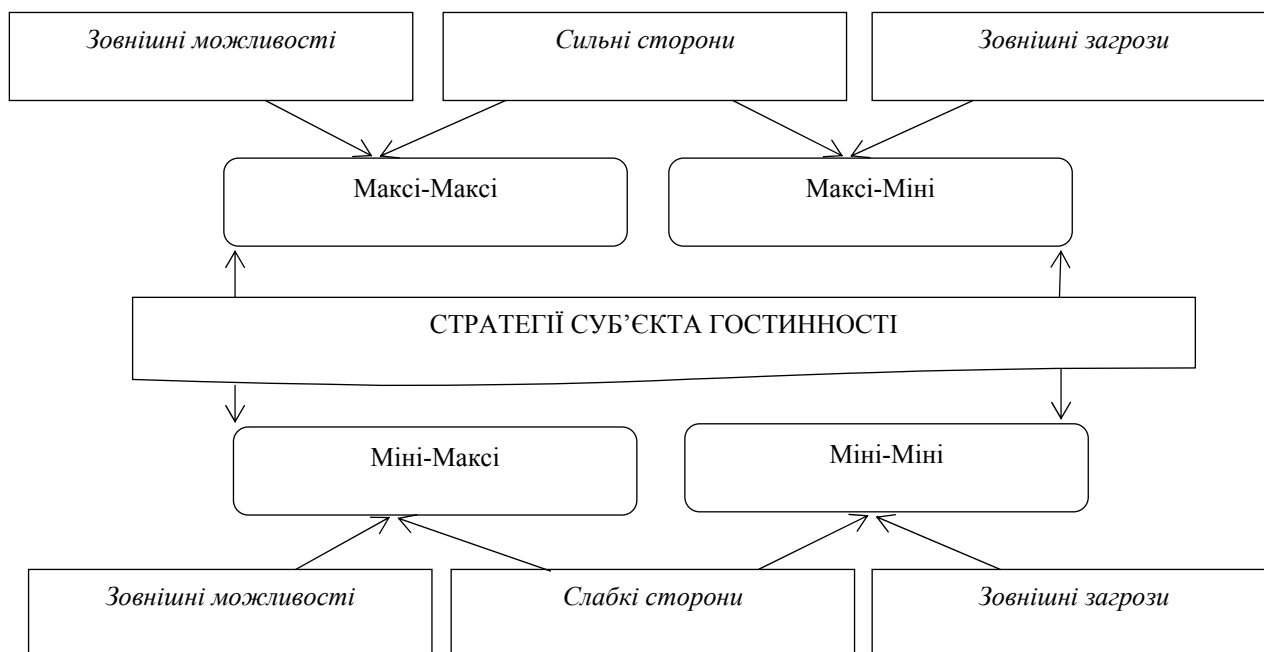 Зовнішні можливості
Сильні сторони
Зовнішні загрози
Максі-Максі
Максі-Міні
СТРАТЕГІЇ СУБ’ЄКТА ГОСТИННОСТІ
Міні-Максі
Міні-Міні
Зовнішні можливості
Слабкі сторони
Зовнішні загрози